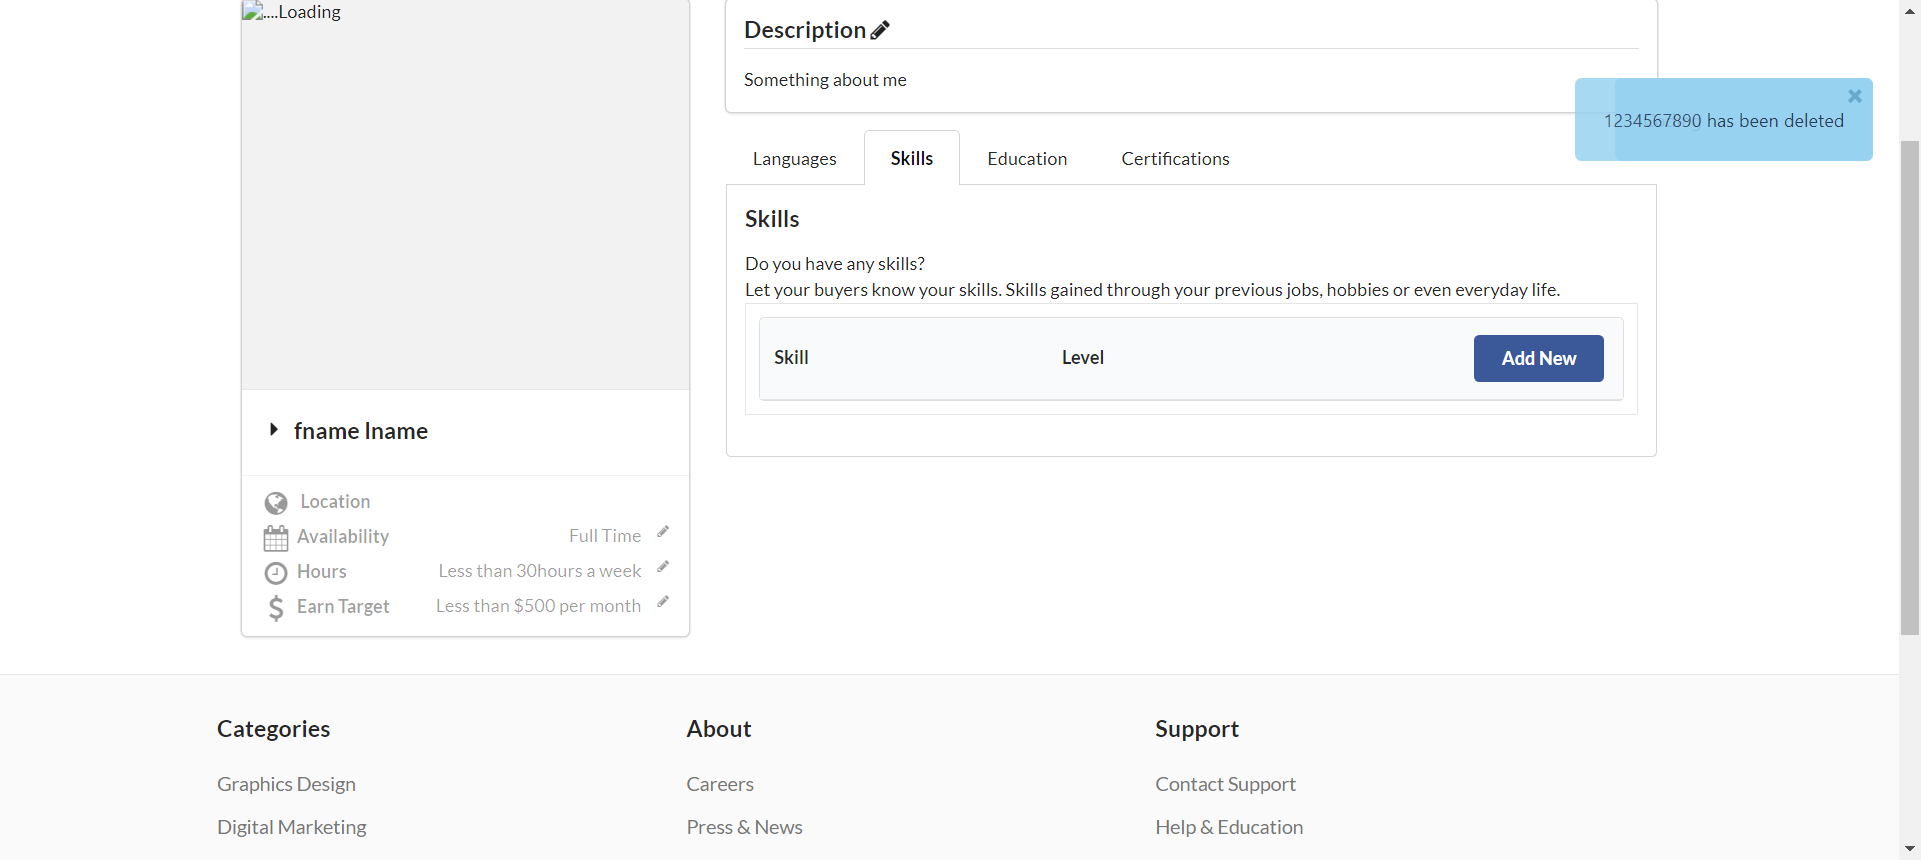 ....Loading
Description
Something about me
1234567890 has been deleted
Languages Skills Education Certifications
Skills
Do you have any skills?
Let your buyers know your skills. Skills gained through your previous jobs, hobbies or even everyday life.
Skill Level Add New
fname lname
Location
Availability Full Time
Hours Less than 30hours a week
Earn Target Less than $500 per month
Categories About Support
Graphics Design Careers Contact Support
Digital Marketing Press & News Help & Education